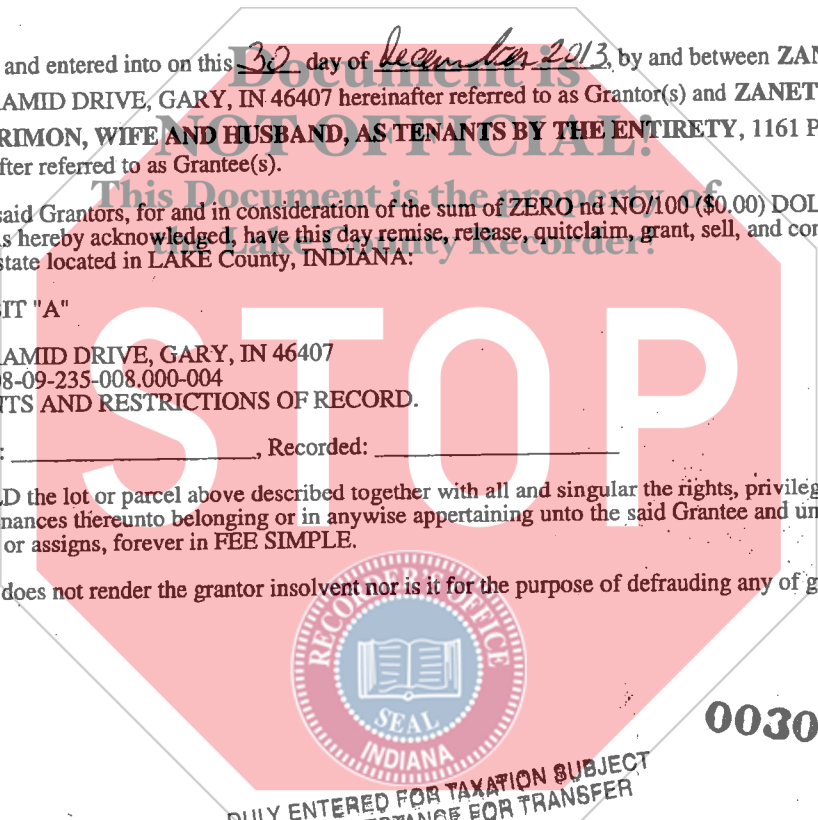 and entered into on this 30 day of December 2013, by and between ZAN
AMID DRIVE, GARY, IN 46407 hereinafter referred to as Grantor(s) and ZANET
RIMON, WIFE AND HUSBAND, AS TENANTS BY THE ENTIRETY, 1161 P
fter referred to as Grantee(s).
said Grantors, for and in consideration of the sum of ZERO nd NO/100 ($0.00) DOL
s hereby acknowledged, have this day remise, release, quitclaim, grant, sell, and con
state located in LAKE County, INDIANA:
IT "A"
AMID DRIVE, GARY, IN 46407
8-09-235-008.000-004
NTS AND RESTRICTIONS OF RECORD.
: ____________________, Recorded: ____________________
LD the lot or parcel above described together with all and singular the rights, privileg
nances thereunto belonging or in anywise appertaining unto the said Grantee and un
or assigns, forever in FEE SIMPLE.
does not render the grantor insolvent nor is it for the purpose of defrauding any of g
Document is
NOT OFFICIAL!
This Document is the property of
the Lake County Recorder!
STOP
RECORDER'S OFFICE
SEAL
INDIANA
0030
DULY ENTERED FOR TAXATION SUBJECT
FOR TRANSFER